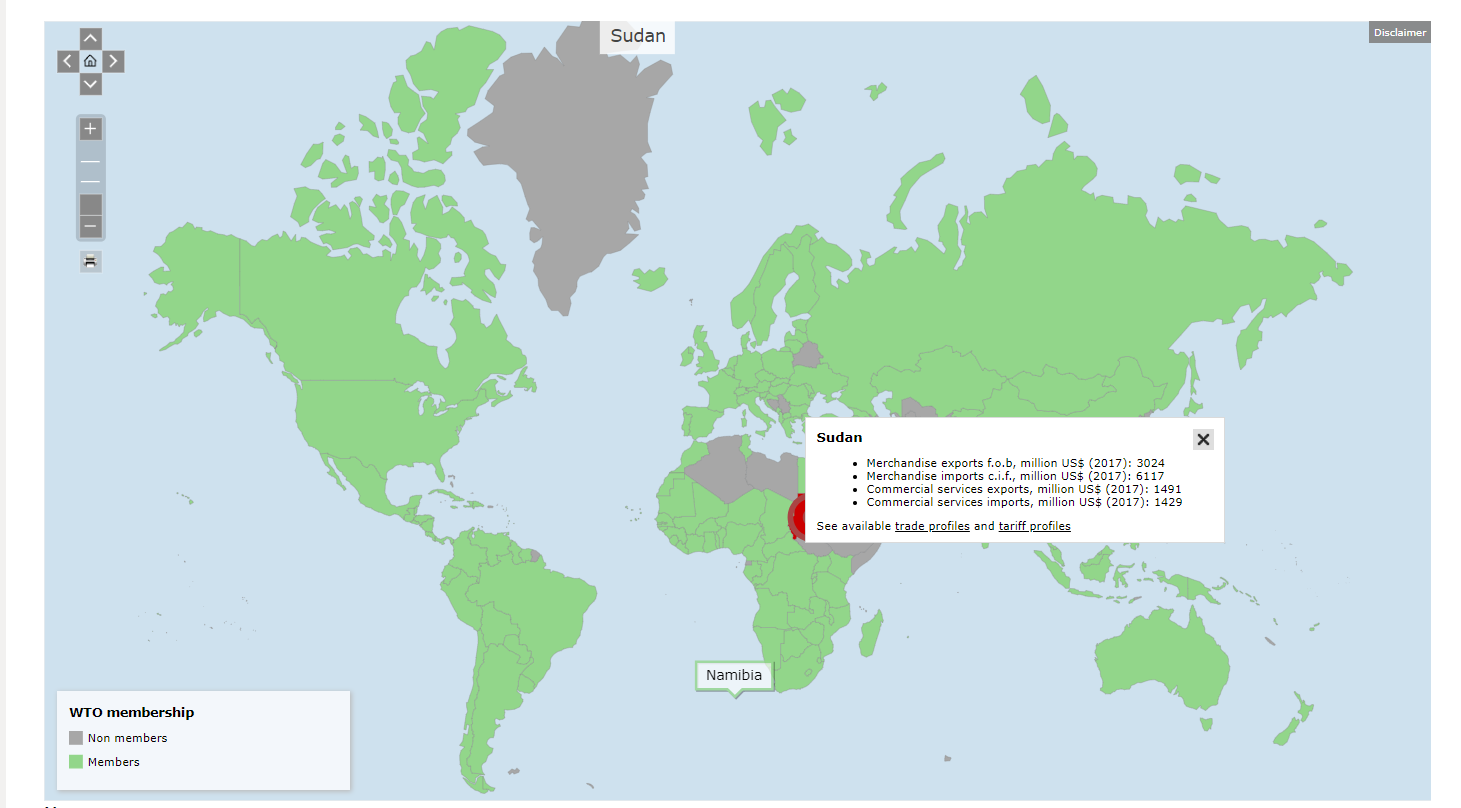 Sudan
Disclaimer
Sudan
Merchandise exports f.o.b, million US$ (2017): 3024
Merchandise imports c.i.f., million US$ (2017): 6117
Commercial services exports, million US$ (2017): 1491
Commercial services imports, million US$ (2017): 1429
See available trade profiles and tariff profiles
Namibia
WTO membership
Non members
Members